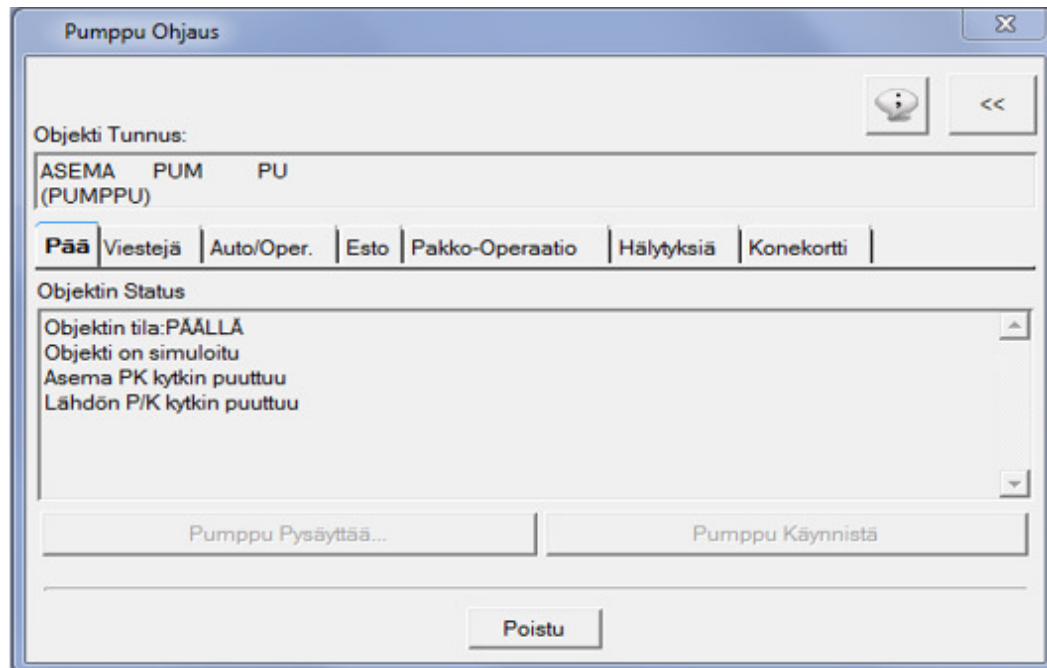 Pumppu Ohjaus
<<
Objekti Tunnus:
ASEMA PUM PU
(PUMPPU)
Pää Viestejä Auto/Oper. Esto Pakko-Operaatio Hälytyksiä Konekortti
Objektin Status
Objektin tila:PÄÄLLÄ
Objekti on simuloitu
Asema PK kytkin puuttuu
Lähdön P/K kytkin puuttuu
Pumppu Pysäyttää... Pumppu Käynnistä
Poistu